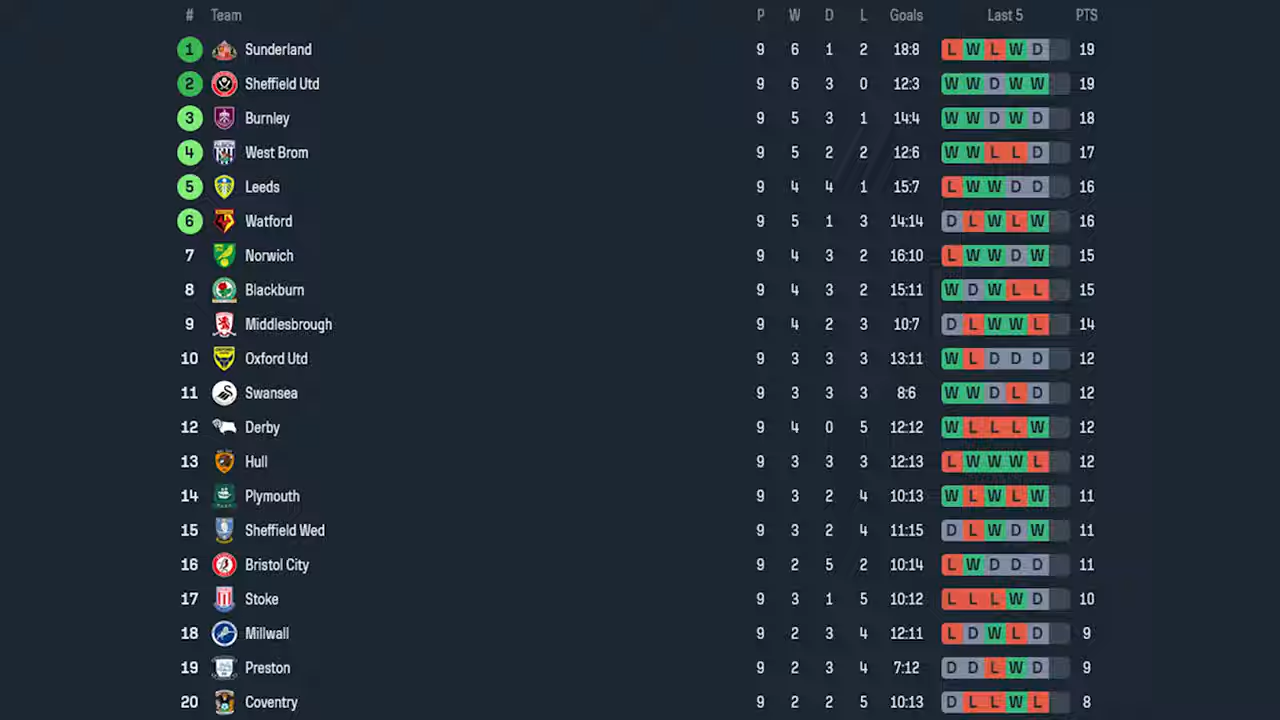 # Team P W D L Goals Last 5 PTS
1 Sunderland 9 6 1 2 18:8 L W L W D 19
2 Sheffield Utd 9 6 3 0 12:3 W W D W W 19
3 Burnley 9 5 3 1 14:4 W W D W D 18
4 West Brom 9 5 2 2 12:6 W W L L D 17
5 Leeds 9 4 4 1 15:7 L W W D D 16
6 Watford 9 5 1 3 14:14 D L W L W 16
7 Norwich 9 4 3 2 16:10 L W W D W 15
8 Blackburn 9 4 3 2 15:11 W D W L L 15
9 Middlesbrough 9 4 2 3 10:7 D L W W L 14
10 Oxford Utd 9 3 3 3 13:11 W L D D D 12
11 Swansea 9 3 3 3 8:6 W W D L D 12
12 Derby 9 4 0 5 12:12 W L L L W 12
13 Hull 9 3 3 3 12:13 L W W W L 12
14 Plymouth 9 3 2 4 10:13 W L W L W 11
15 Sheffield Wed 9 3 2 4 11:15 D L W D W 11
16 Bristol City 9 2 5 2 10:14 L W D D D 11
17 Stoke 9 3 1 5 10:12 L L L W D 10
18 Millwall 9 2 3 4 12:11 L D W L D 9
19 Preston 9 2 3 4 7:12 D D L W D 9
20 Coventry 9 2 2 5 10:13 D L L W L 8